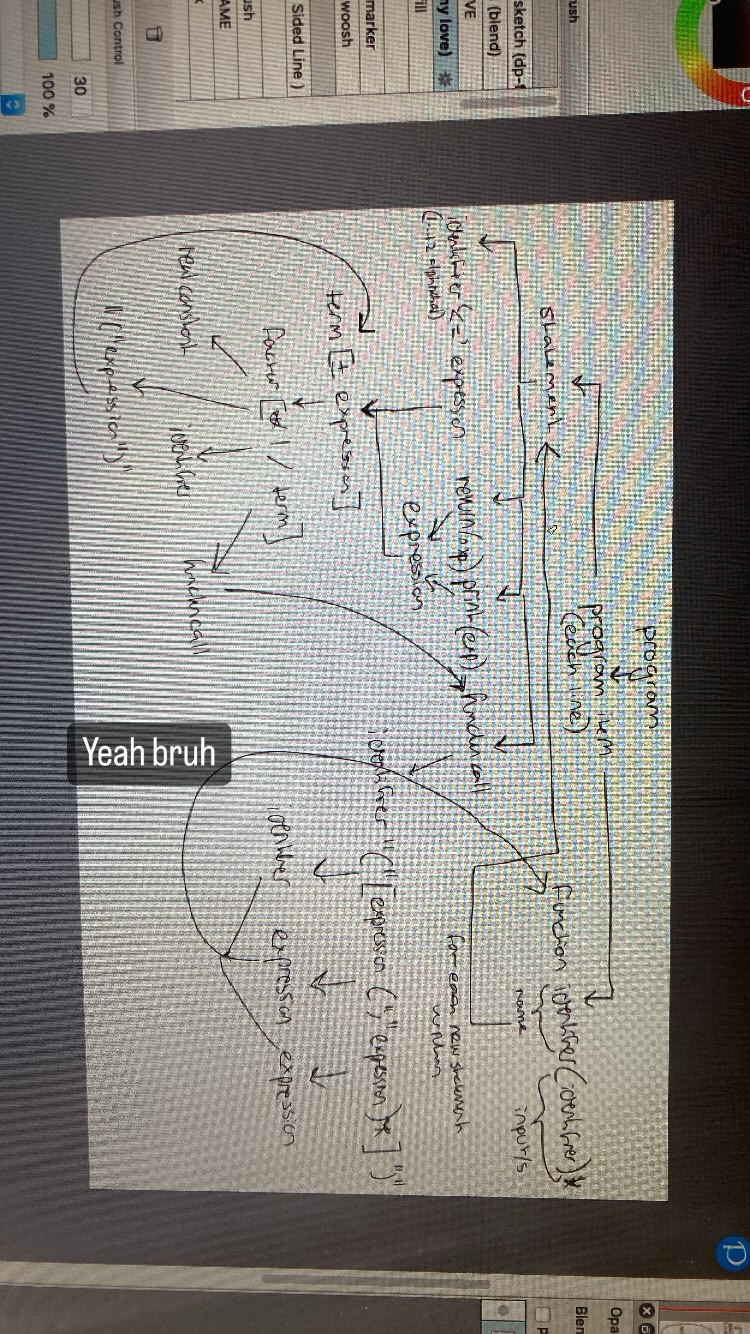 program
program item
(each line)
statement
function identifier(identifier)*
name
input/s
identifier "<-" expression
return(exp)
print(exp)
functioncall
for each new statement
within
expression
identifier "(" [expression ("," expression)*] ")"
term [± expression]
factor [* | / term]
identifier
expression
expression
real constant
identifier
functioncall
"("expression")"
Yeah bruh
ush
sketch (dp-f
(blend)
VE
ny love)
ill
marker
woosh
Sided Line )
ush
AME
ush Control
30
100 %
Opa
Blen